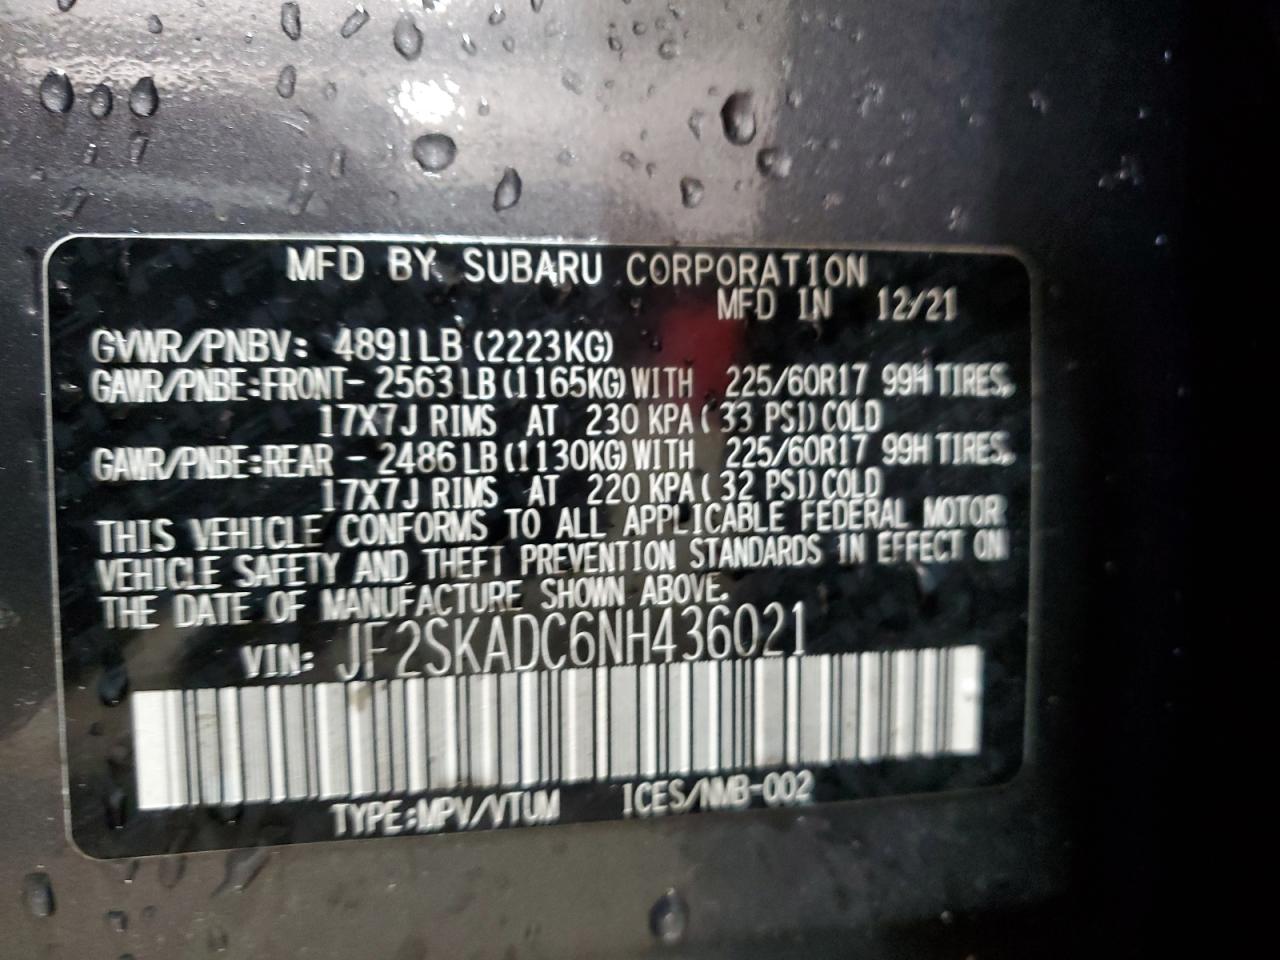 MFD BY SUBARU CORPORATION
MFD IN 12/21
GVWR/PNBV: 4891LB (2223KG)
GAWR/PNBE:FRONT- 2563 LB (1165KG) WITH 225/60R17 99H TIRES,
17X7J RIMS AT 230 KPA ( 33 PSI) COLD
GAWR/PNBE:REAR - 2486 LB (1130KG) WITH 225/60R17 99H TIRES,
17X7J RIMS AT 220 KPA ( 32 PSI) COLD
THIS VEHICLE CONFORMS TO ALL APPLICABLE FEDERAL MOTOR
VEHICLE SAFETY AND THEFT PREVENTION STANDARDS IN EFFECT ON
THE DATE OF MANUFACTURE SHOWN ABOVE.
VIN: JF2SKADC6NH436021
TYPE:MPV/VTUM ICES/NMB-002